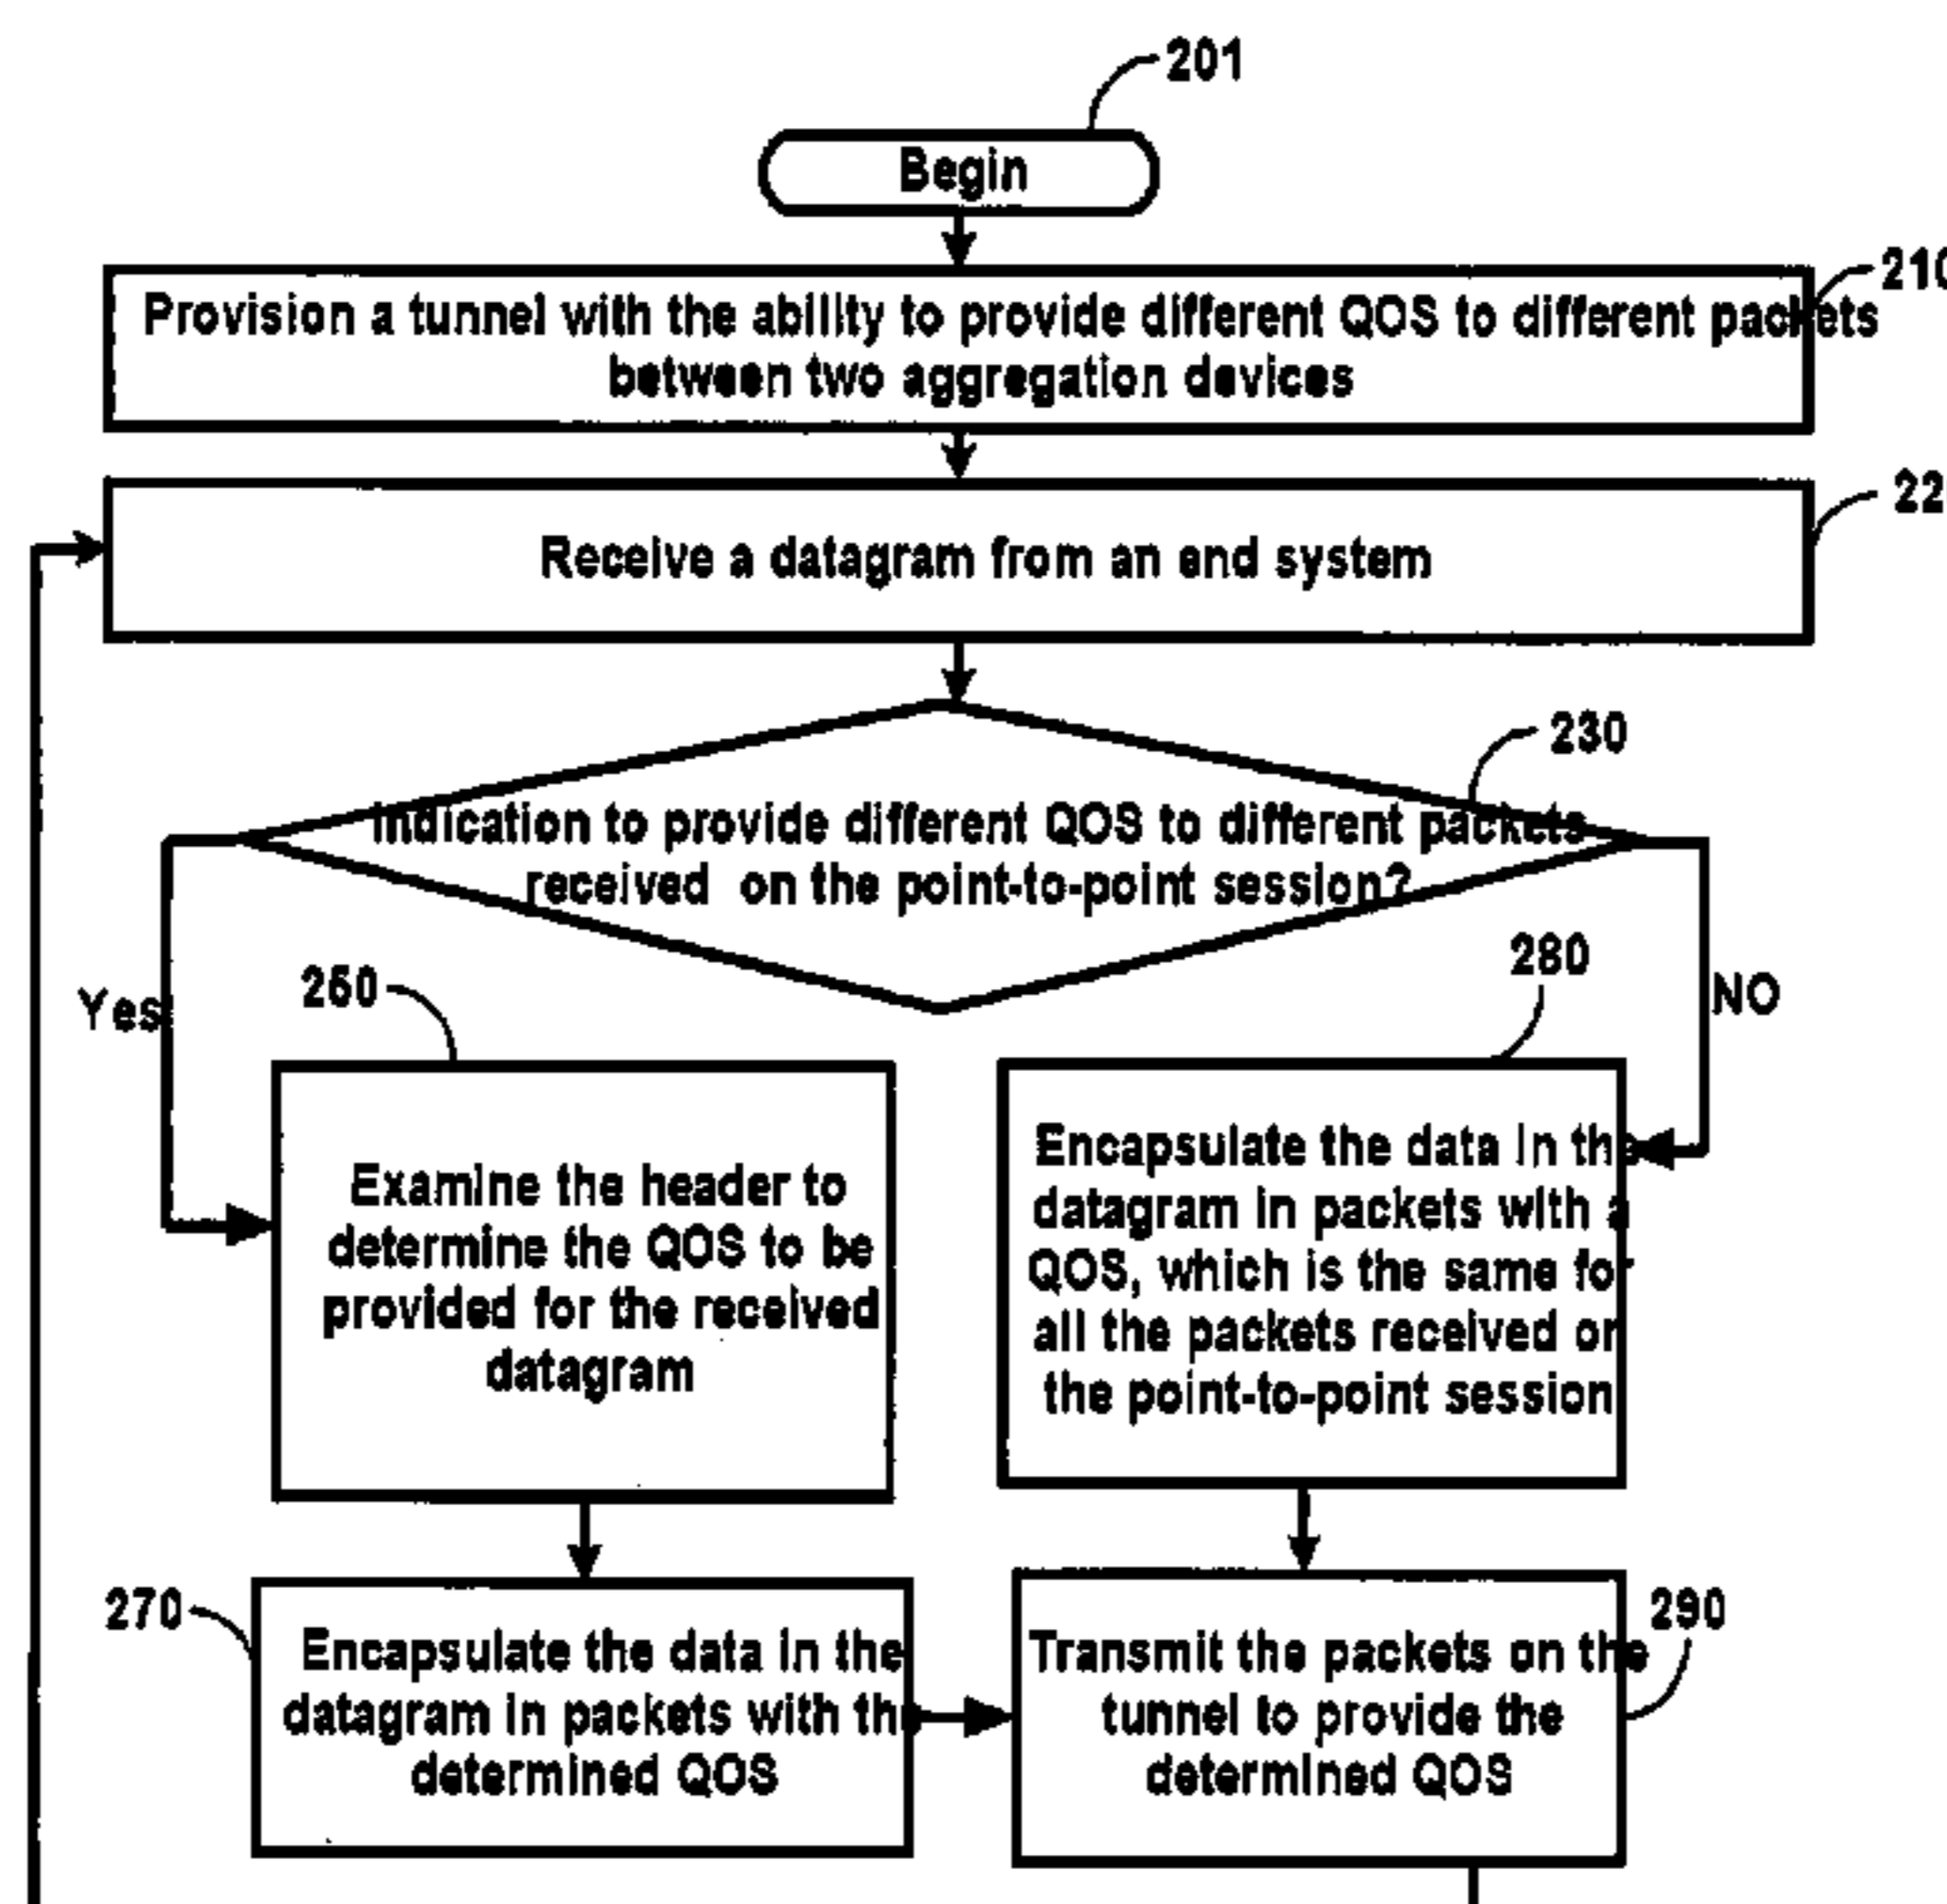 201
Begin
210
Provision a tunnel with the ability to provide different QOS to different packets
between two aggregation devices
22
Receive a datagram from an end system
230
Indication to provide different QOS to different packets
received on the point-to-point session?
280
250
Yes
NO
Examine the header to
determine the QOS to be
provided for the received
datagram
Encapsulate the data in the
datagram in packets with a
QOS, which is the same for
all the packets received on
the point-to-point session
270
290
Encapsulate the data in the
datagram in packets with the
determined QOS
Transmit the packets on the
tunnel to provide the
determined QOS